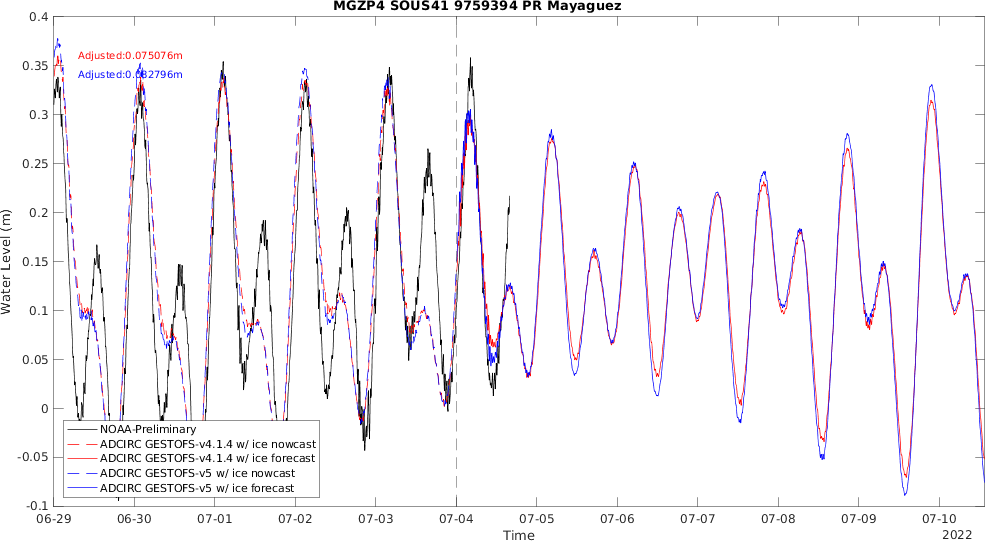 MGZP4 SOUS41 9759394 PR Mayaguez
Water Level (m)
0.4
0.35
0.3
0.25
0.2
0.15
0.1
0.05
0
-0.05
-0.1
Adjusted:0.075076m
Adjusted:0.082796m
NOAA-Preliminary
ADCIRC GESTOFS-v4.1.4 w/ ice nowcast
ADCIRC GESTOFS-v4.1.4 w/ ice forecast
ADCIRC GESTOFS-v5 w/ ice nowcast
ADCIRC GESTOFS-v5 w/ ice forecast
06-29 06-30 07-01 07-02 07-03 07-04 07-05 07-06 07-07 07-08 07-09 07-10
Time
2022